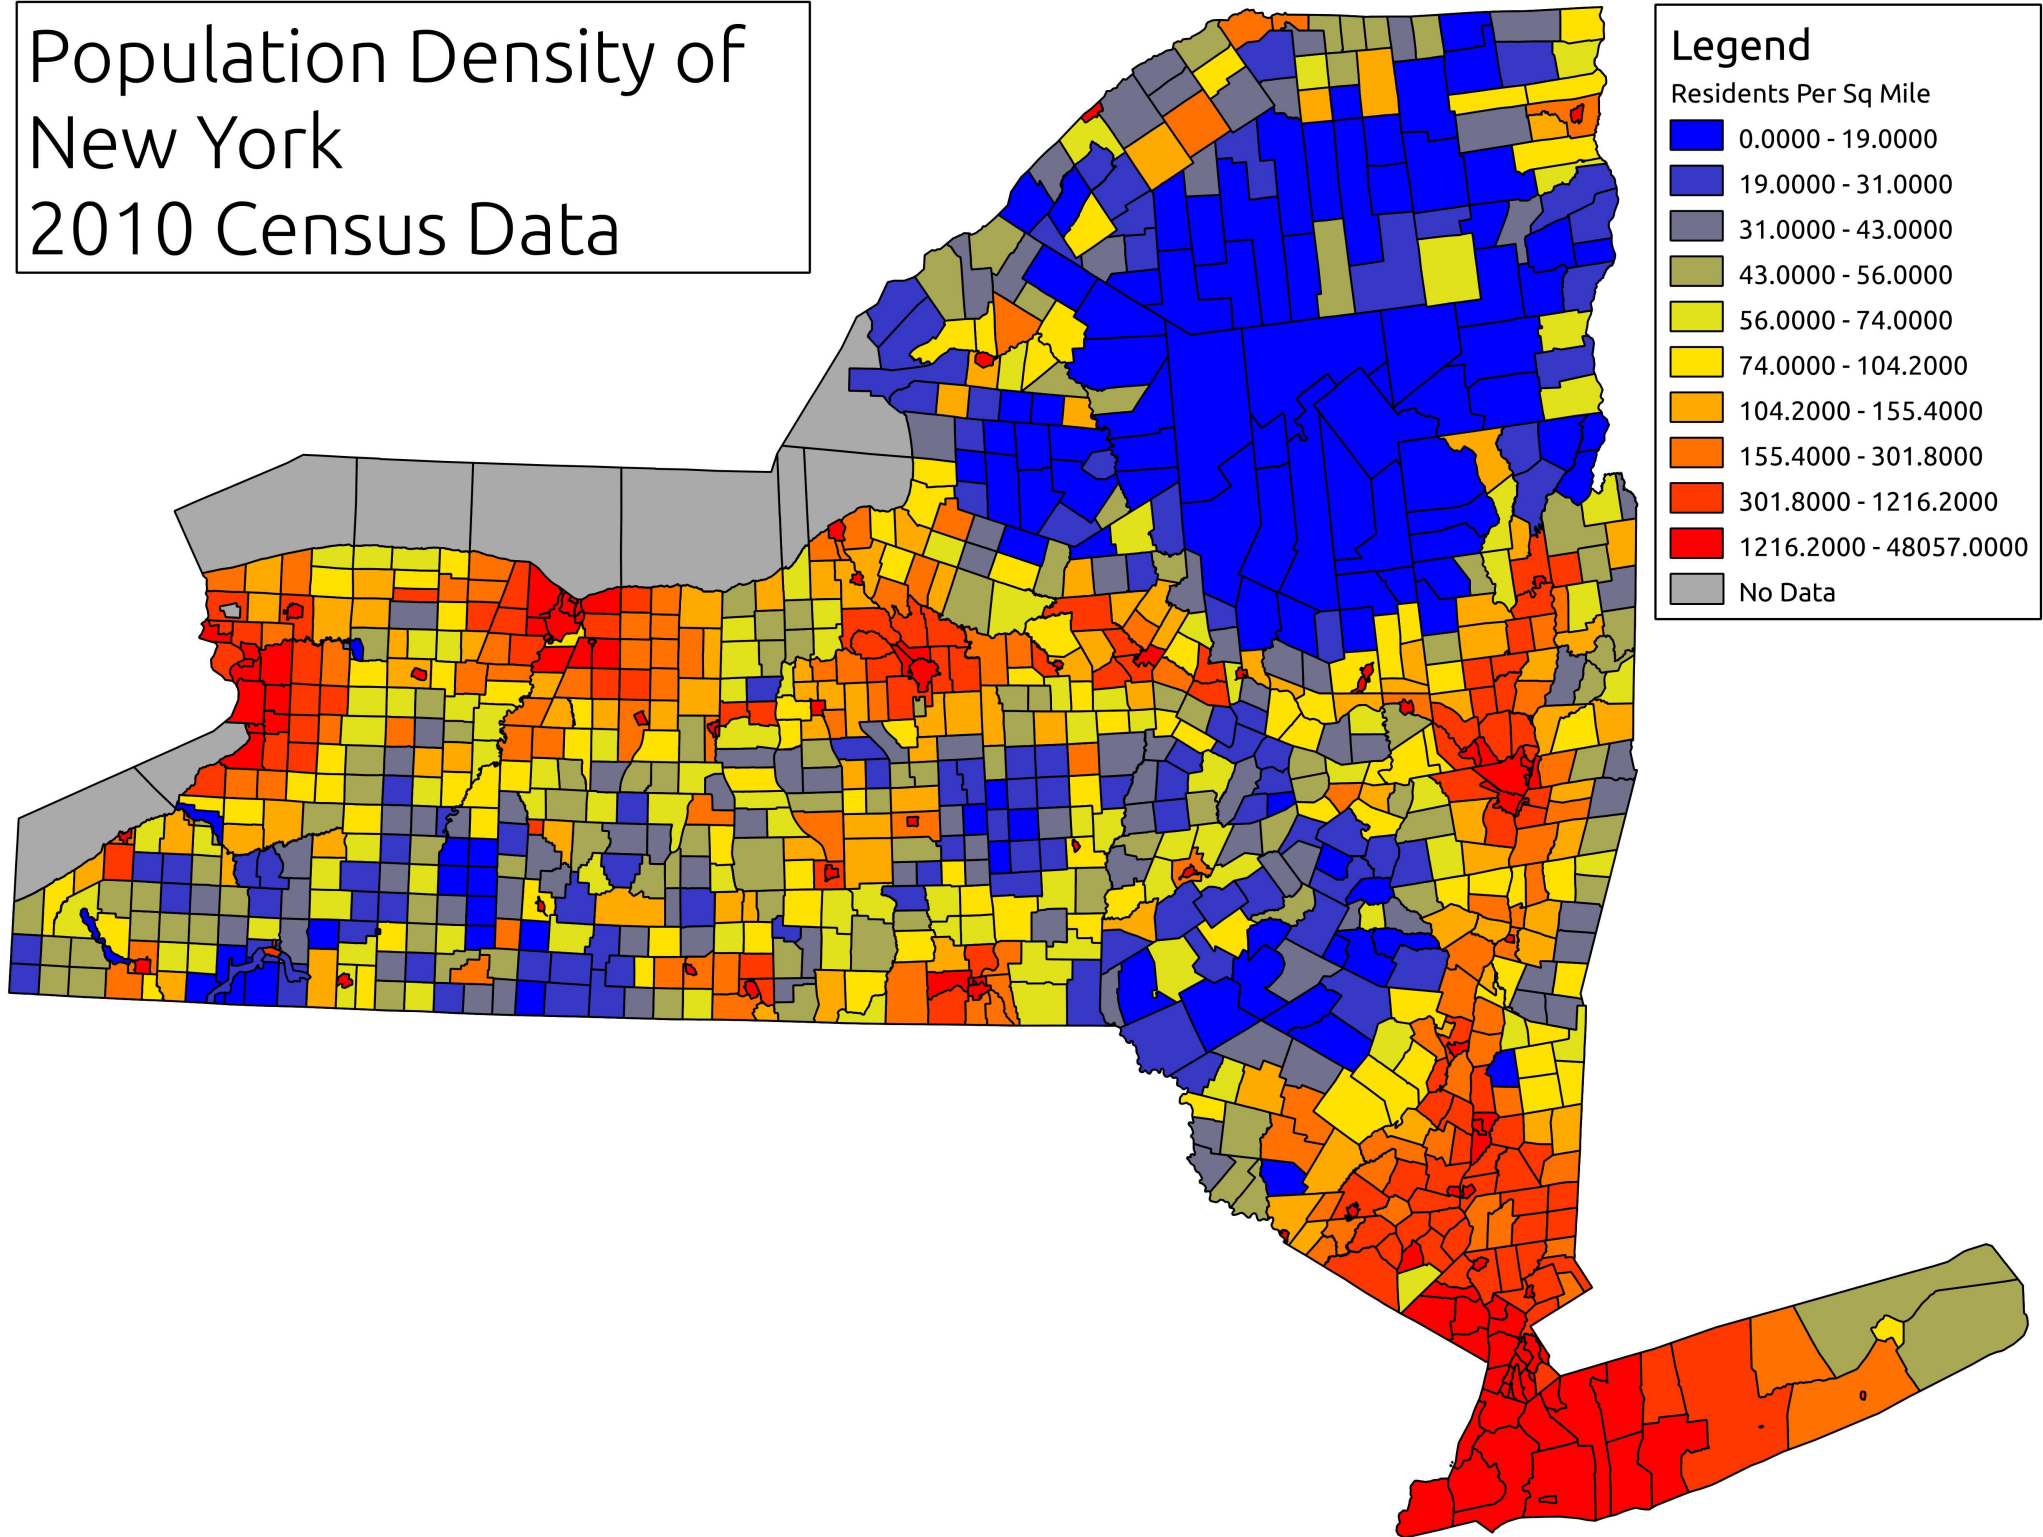 Population Density of
New York
2010 Census Data
Legend
Residents Per Sq Mile
0.0000 - 19.0000
19.0000 - 31.0000
31.0000 - 43.0000
43.0000 - 56.0000
56.0000 - 74.0000
74.0000 - 104.2000
104.2000 - 155.4000
155.4000 - 301.8000
301.8000 - 1216.2000
1216.2000 - 48057.0000
No Data